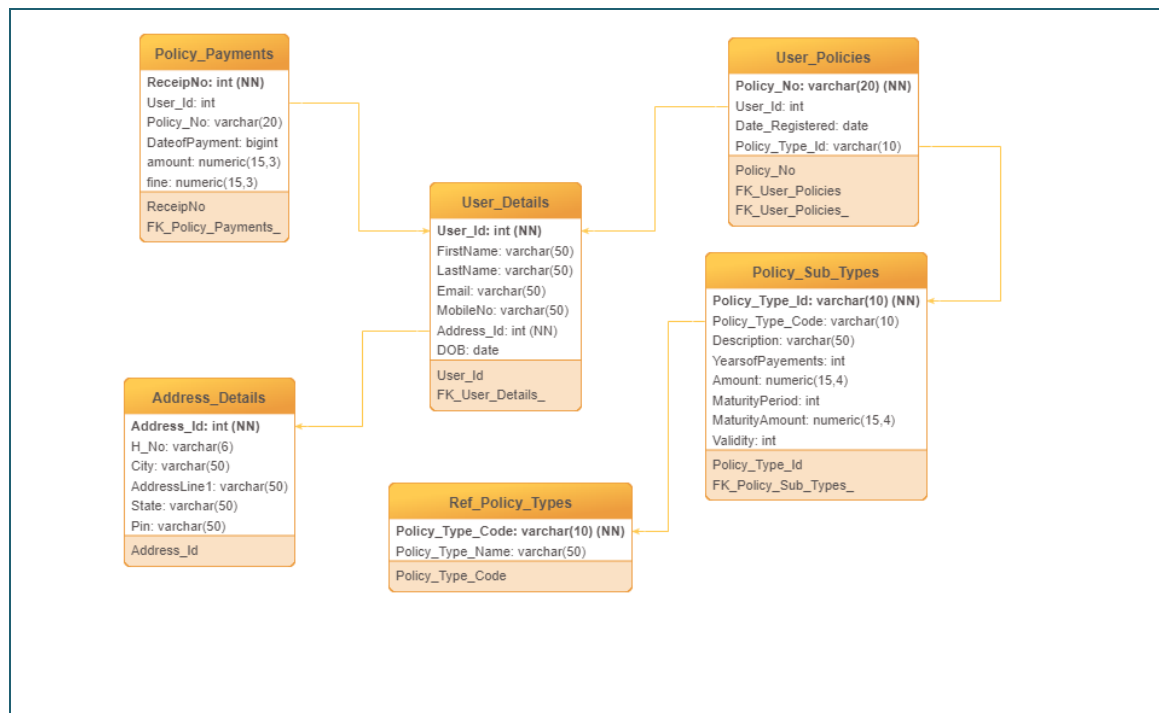 Policy_Payments
ReceipNo: int (NN)
User_Id: int
Policy_No: varchar(20)
DateofPayment: bigint
amount: numeric(15,3)
fine: numeric(15,3)
ReceipNo
FK_Policy_Payments_
User_Policies
Policy_No: varchar(20) (NN)
User_Id: int
Date_Registered: date
Policy_Type_Id: varchar(10)
Policy_No
FK_User_Policies
FK_User_Policies_
User_Details
User_Id: int (NN)
FirstName: varchar(50)
LastName: varchar(50)
Email: varchar(50)
MobileNo: varchar(50)
Address_Id: int (NN)
DOB: date
User_Id
FK_User_Details_
Policy_Sub_Types
Policy_Type_Id: varchar(10) (NN)
Policy_Type_Code: varchar(10)
Description: varchar(50)
YearsofPayements: int
Amount: numeric(15,4)
MaturityPeriod: int
MaturityAmount: numeric(15,4)
Validity: int
Policy_Type_Id
FK_Policy_Sub_Types_
Address_Details
Address_Id: int (NN)
H_No: varchar(6)
City: varchar(50)
AddressLine1: varchar(50)
State: varchar(50)
Pin: varchar(50)
Address_Id
Ref_Policy_Types
Policy_Type_Code: varchar(10) (NN)
Policy_Type_Name: varchar(50)
Policy_Type_Code